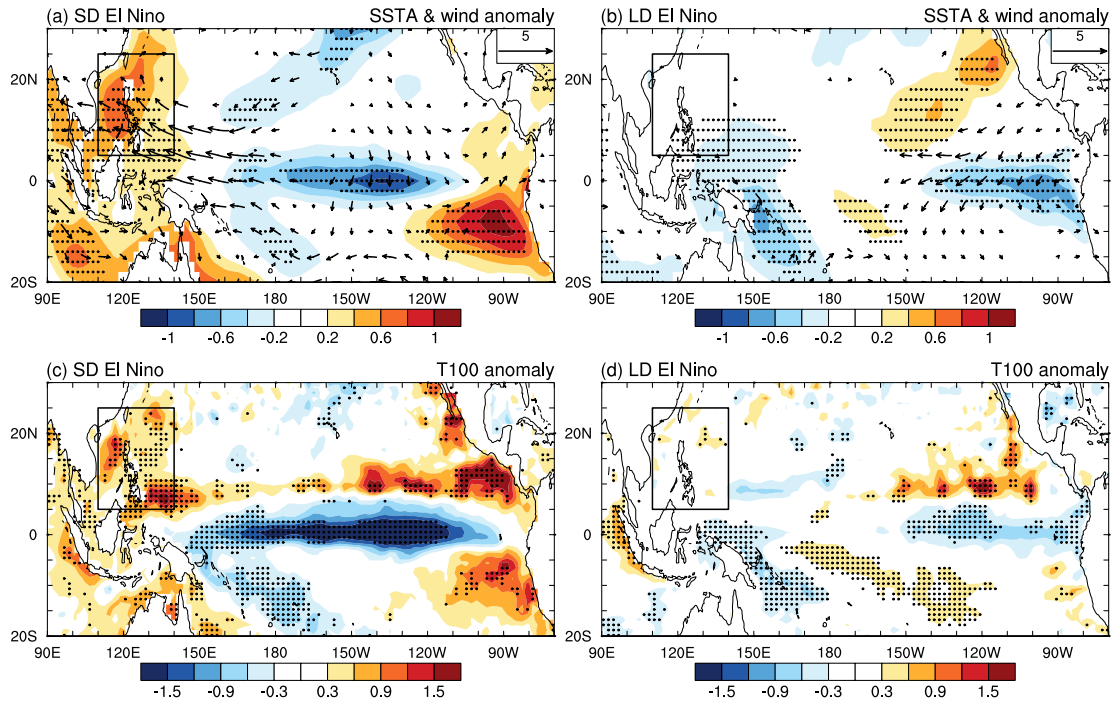 (a) SD El Nino SSTA & wind anomaly
5
20N
0
20S
90E 120E 150E 180 150W 120W 90W
-1 -0.6 -0.2 0.2 0.6 1
(b) LD El Nino SSTA & wind anomaly
5
20N
0
20S
90E 120E 150E 180 150W 120W 90W
-1 -0.6 -0.2 0.2 0.6 1
(c) SD El Nino T100 anomaly
20N
0
20S
90E 120E 150E 180 150W 120W 90W
-1.5 -0.9 -0.3 0.3 0.9 1.5
(d) LD El Nino T100 anomaly
20N
0
20S
90E 120E 150E 180 150W 120W 90W
-1.5 -0.9 -0.3 0.3 0.9 1.5